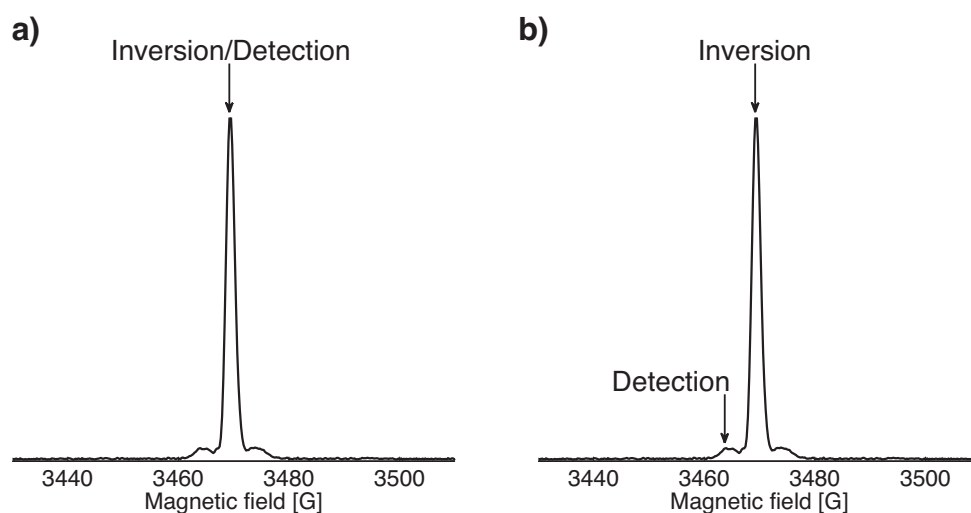 a)
Inversion/Detection
3440 3460 3480 3500
Magnetic field [G]
b)
Inversion
Detection
3440 3460 3480 3500
Magnetic field [G]